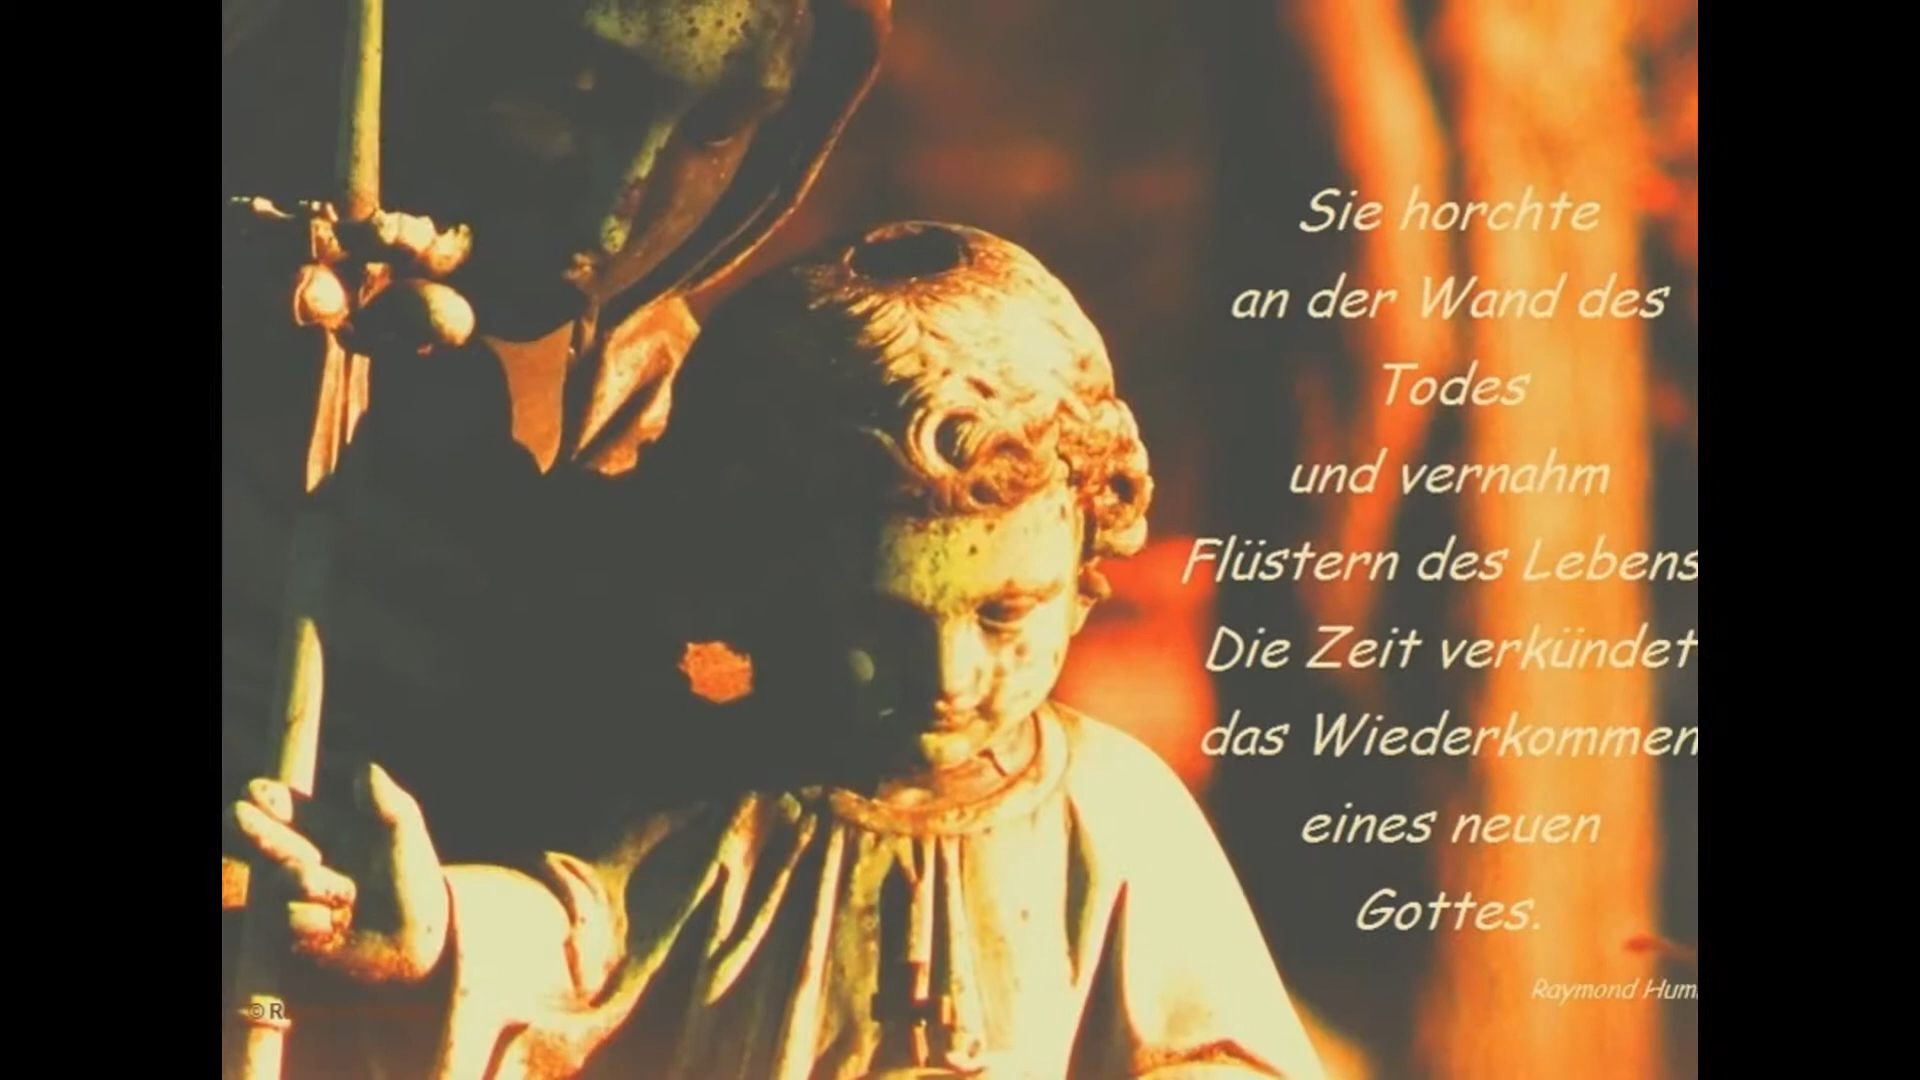 Sie horchte
an der Wand des
Todes
und vernahm
Flüstern des Lebens
Die Zeit verkündet
das Wiederkommen
eines neuen
Gottes.
Raymond
© R